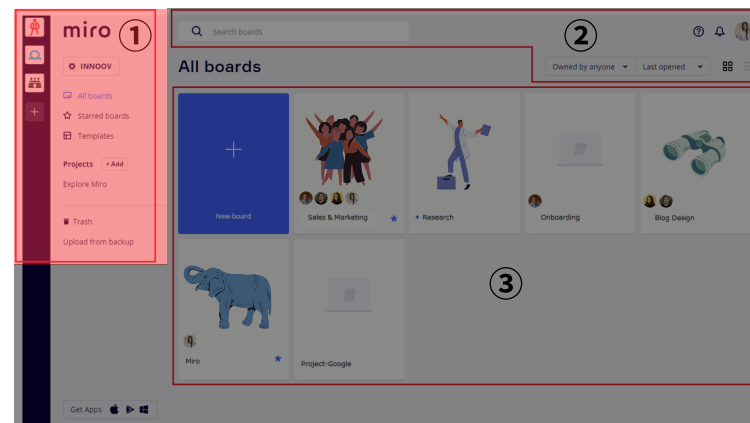 miro
1
INNOOV
All boards
Starred boards
Templates
Projects + Add
Explore Miro
Trash
Upload from backup
Get Apps
Search boards
2
All boards
Owned by anyone
Last opened
New board
Sales & Marketing
Research
Onboarding
Blog Design
3
Miro
Project-Google